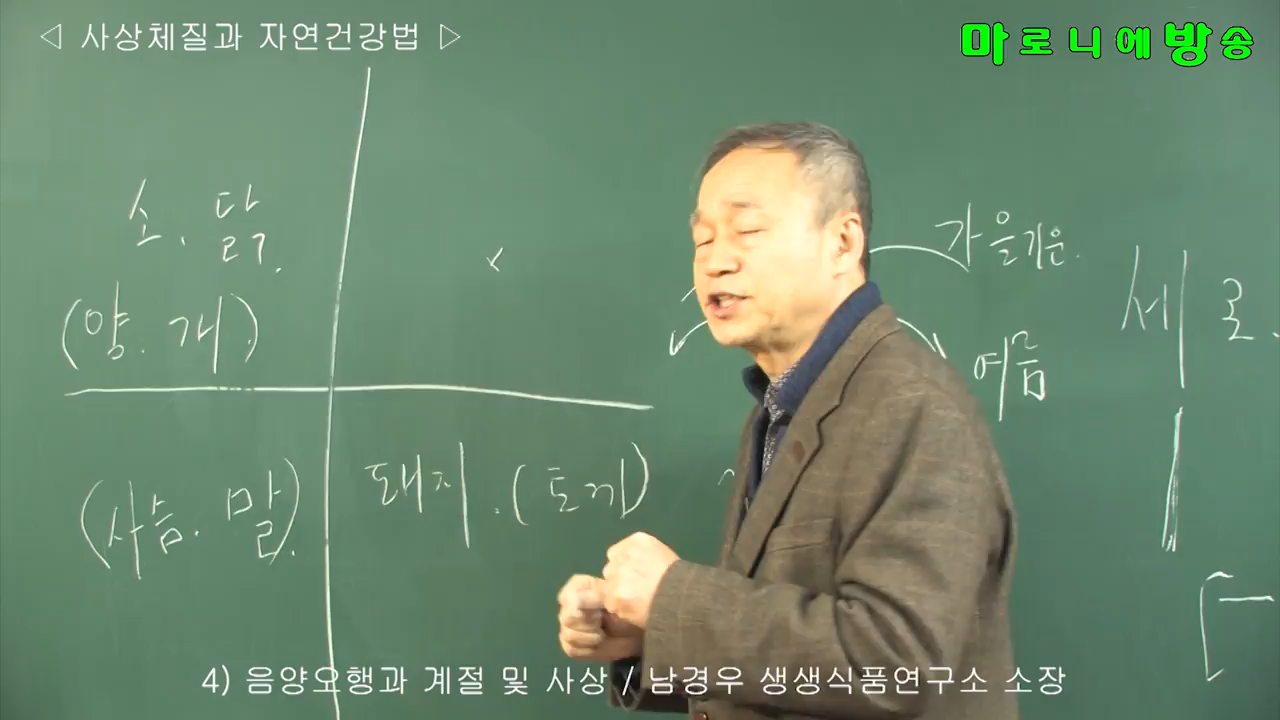 ◁ 사상체질과 자연건강법 ▷
마로니에방송
소. 닭.
(양. 개.)
(사슴. 말).
돼지. (토끼)
가을기운.
여름
세로.
4) 음양오행과 계절 및 사상 / 남경우 생생식품연구소 소장